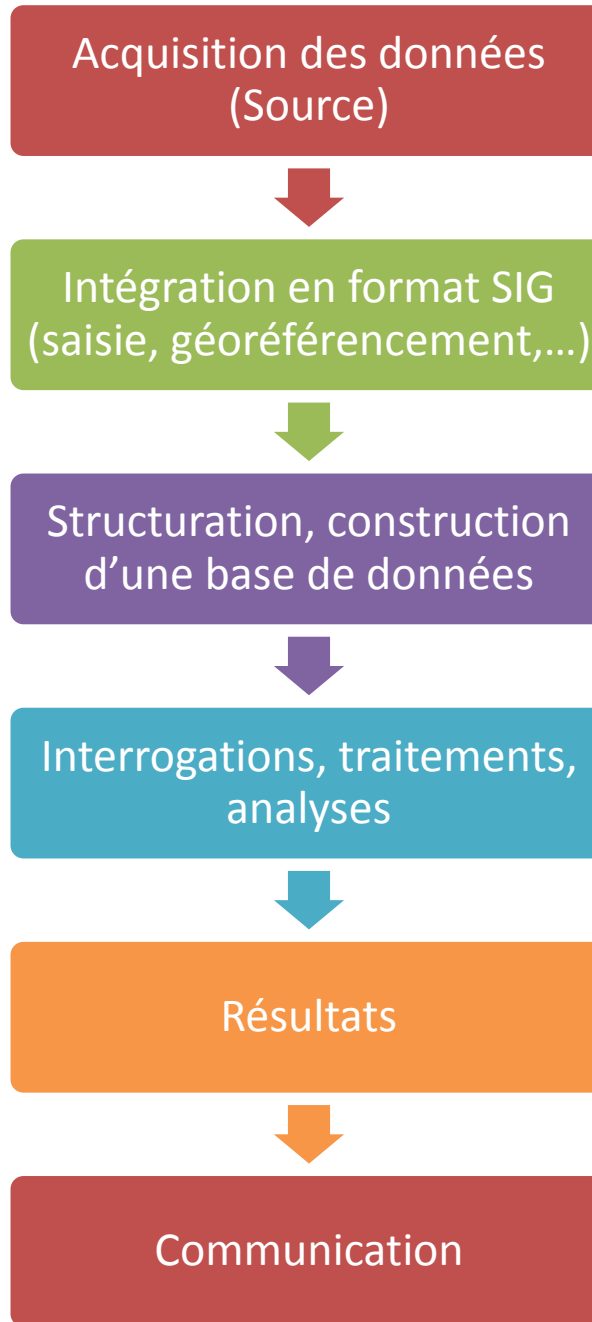 Acquisition des données
(Source)
Intégration en format SIG
(saisie, géoréférencement,…)
Structuration, construction
d’une base de données
Interrogations, traitements,
analyses
Résultats
Communication